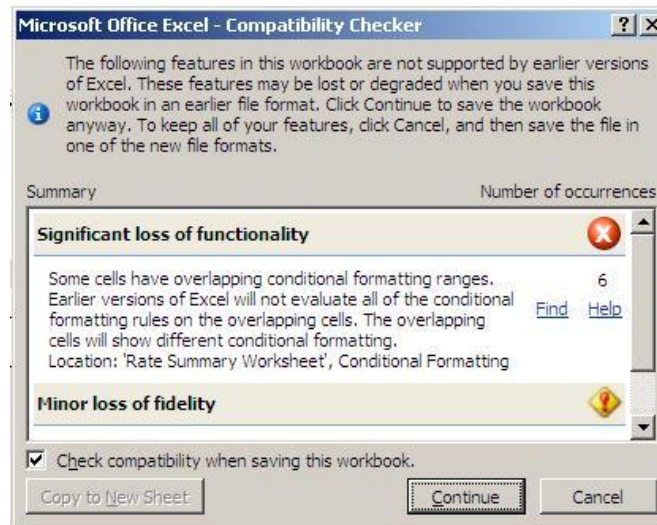 Microsoft Office Excel - Compatibility Checker
The following features in this workbook are not supported by earlier versions
of Excel. These features may be lost or degraded when you save this
workbook in an earlier file format. Click Continue to save the workbook
anyway. To keep all of your features, click Cancel, and then save the file in
one of the new file formats.
Summary Number of occurrences
Significant loss of functionality
Some cells have overlapping conditional formatting ranges. 6
Earlier versions of Excel will not evaluate all of the conditional Find Help
formatting rules on the overlapping cells. The overlapping
cells will show different conditional formatting.
Location: 'Rate Summary Worksheet', Conditional Formatting
Minor loss of fidelity
Check compatibility when saving this workbook.
Copy to New Sheet Continue Cancel